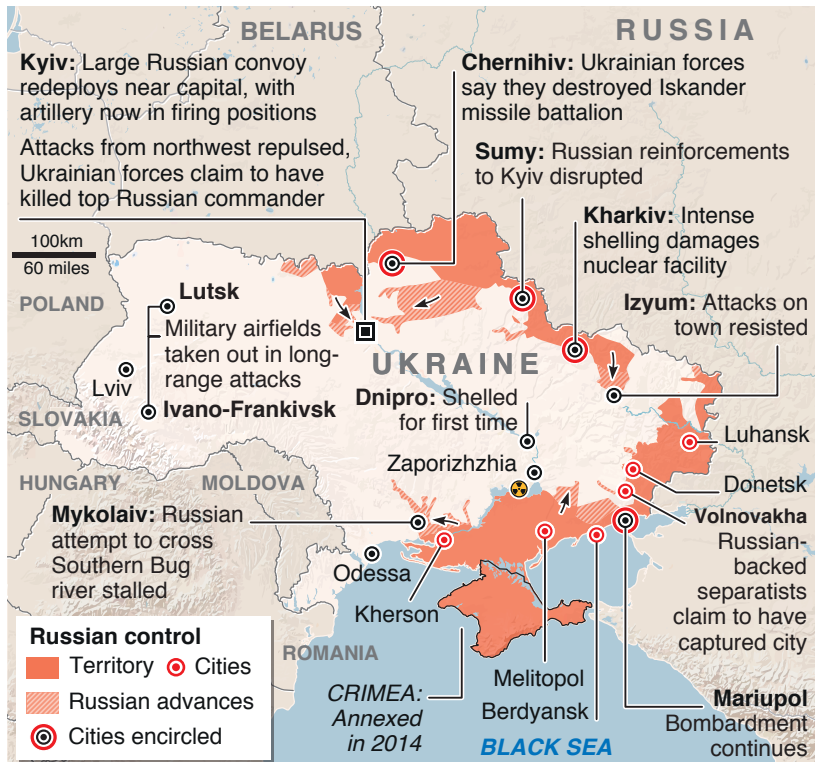 BELARUS
RUSSIA
Kyiv: Large Russian convoy
redeploys near capital, with
artillery now in firing positions
Attacks from northwest repulsed,
Ukrainian forces claim to have
killed top Russian commander
Chernihiv: Ukrainian forces
say they destroyed Iskander
missile battalion
Sumy: Russian reinforcements
to Kyiv disrupted
Kharkiv: Intense
shelling damages
nuclear facility
Izyum: Attacks on
town resisted
100km
60 miles
POLAND
Lutsk
Military airfields
taken out in long-
range attacks
Lviv
Ivano-Frankivsk
UKRAINE
SLOVAKIA
Dnipro: Shelled
for first time
Zaporizhzhia
Luhansk
Donetsk
HUNGARY
MOLDOVA
Mykolaiv: Russian
attempt to cross
Southern Bug
river stalled
Volnovakha
Russian-
backed
separatists
claim to have
captured city
Odessa
Kherson
Russian control
Territory
Cities
Russian advances
Cities encircled
ROMANIA
CRIMEA:
Annexed
in 2014
Melitopol
Berdyansk
BLACK SEA
Mariupol
Bombardment
continues